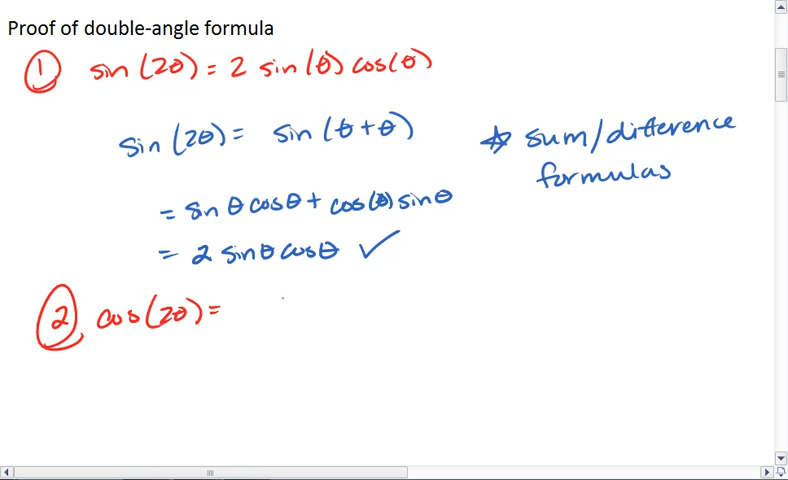 Proof of double-angle formula
① sin(2θ) = 2 sin(θ) cos(θ)
sin(2θ) = sin(θ+θ) ☆ sum/difference
formulas
= sin θ cos θ + cos(θ) sin θ
= 2 sin θ cos θ ✓
② cos(2θ) =